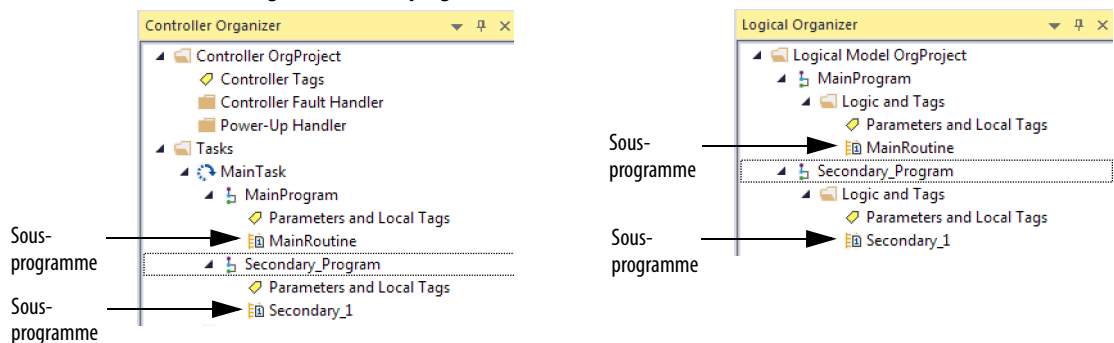 Controller Organizer
Controller OrgProject
Controller Tags
Controller Fault Handler
Power-Up Handler
Tasks
MainTask
MainProgram
Parameters and Local Tags
MainRoutine
Secondary_Program
Parameters and Local Tags
Secondary_1
Sous-
programme
Sous-
programme
Logical Organizer
Logical Model OrgProject
MainProgram
Logic and Tags
Parameters and Local Tags
MainRoutine
Secondary_Program
Logic and Tags
Parameters and Local Tags
Secondary_1
Sous-
programme
Sous-
programme